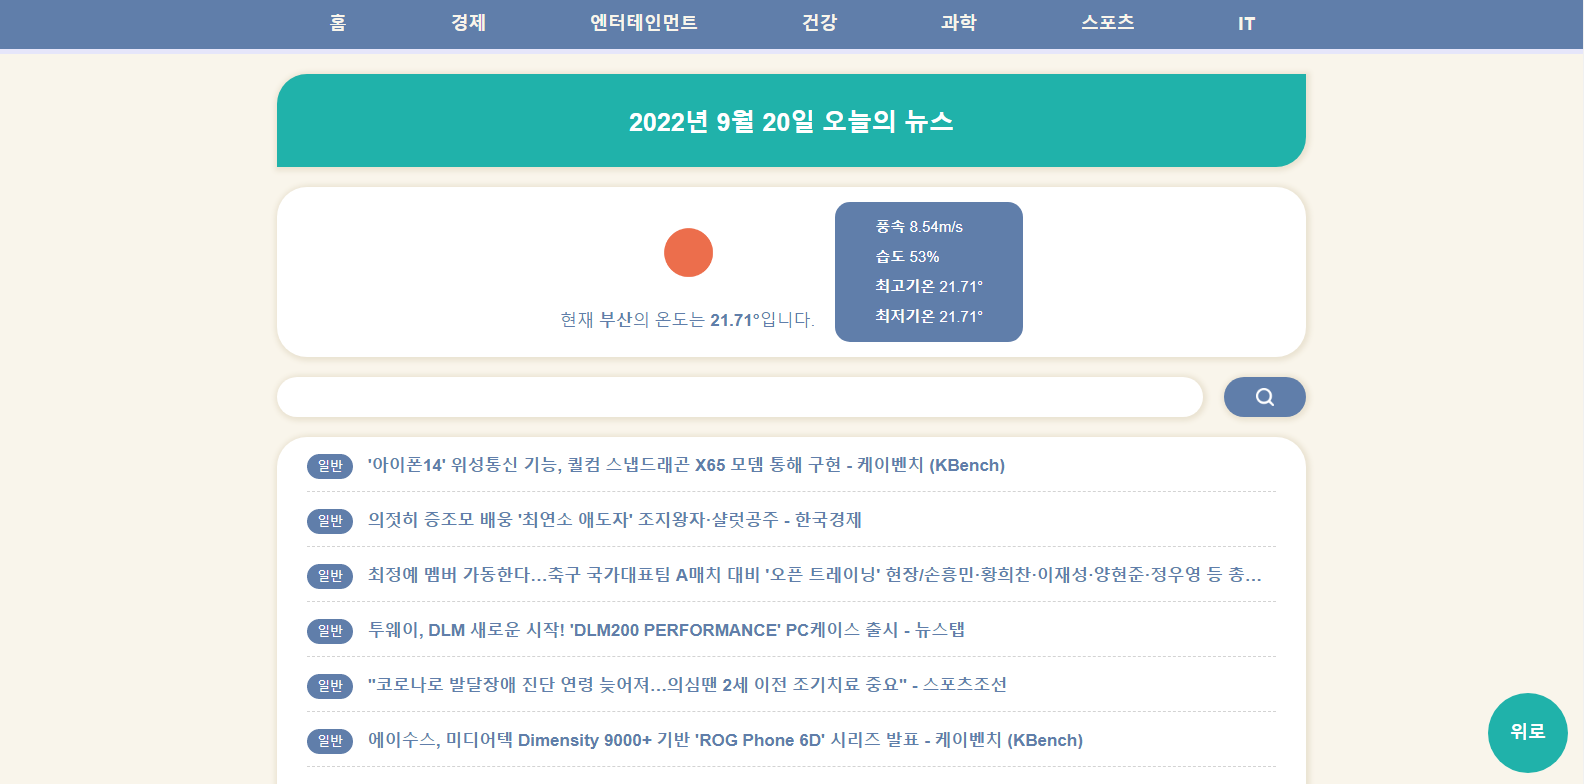 홈 경제 엔터테인먼트 건강 과학 스포츠 IT
2022년 9월 20일 오늘의 뉴스
풍속 8.54m/s
습도 53%
최고기온 21.71°
최저기온 21.71°
현재 부산의 온도는 21.71°입니다.
일반 '아이폰14' 위성통신 기능, 퀄컴 스냅드래곤 X65 모뎀 통해 구현 - 케이벤치 (KBench)
일반 의젓히 증조모 배웅 '최연소 애도자' 조지왕자·샬럿공주 - 한국경제
일반 최정예 멤버 가동한다…축구 국가대표팀 A매치 대비 '오픈 트레이닝' 현장/손흥민·황희찬·이재성·양현준·정우영 등 총…
일반 투웨이, DLM 새로운 시작! 'DLM200 PERFORMANCE' PC케이스 출시 - 뉴스탭
일반 "코로나로 발달장애 진단 연령 늦어져…의심땐 2세 이전 조기치료 중요" - 스포츠조선
일반 에이수스, 미디어텍 Dimensity 9000+ 기반 'ROG Phone 6D' 시리즈 발표 - 케이벤치 (KBench)
위로